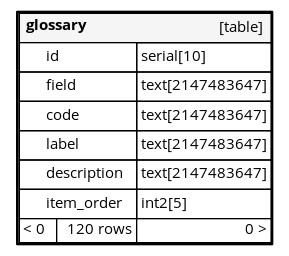 glossary [table]
id serial[10]
field text[2147483647]
code text[2147483647]
label text[2147483647]
description text[2147483647]
item_order int2[5]
< 0 120 rows 0 >